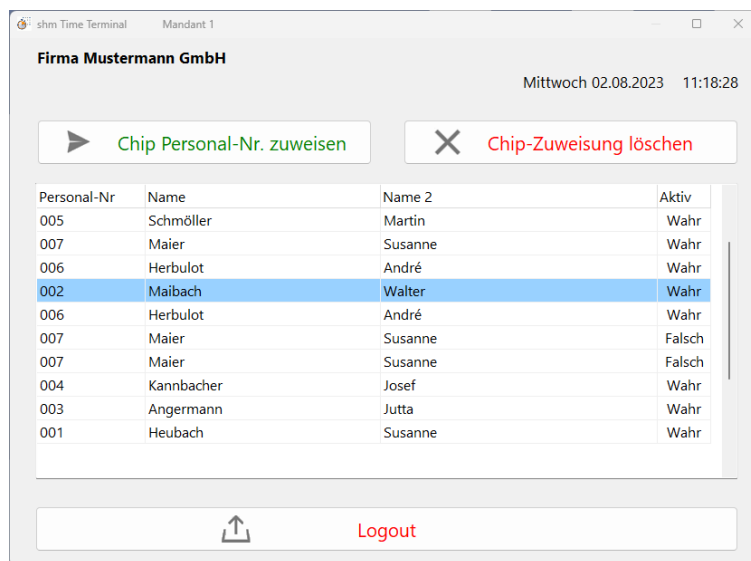 shm Time Terminal Mandant 1
Firma Mustermann GmbH
Mittwoch 02.08.2023 11:18:28
Chip Personal-Nr. zuweisen Chip-Zuweisung löschen
Personal-Nr Name Name 2 Aktiv
005 Schmöller Martin Wahr
007 Maier Susanne Wahr
006 Herbulot André Wahr
002 Maibach Walter Wahr
006 Herbulot André Wahr
007 Maier Susanne Falsch
007 Maier Susanne Falsch
004 Kannbacher Josef Wahr
003 Angermann Jutta Wahr
001 Heubach Susanne Wahr
Logout